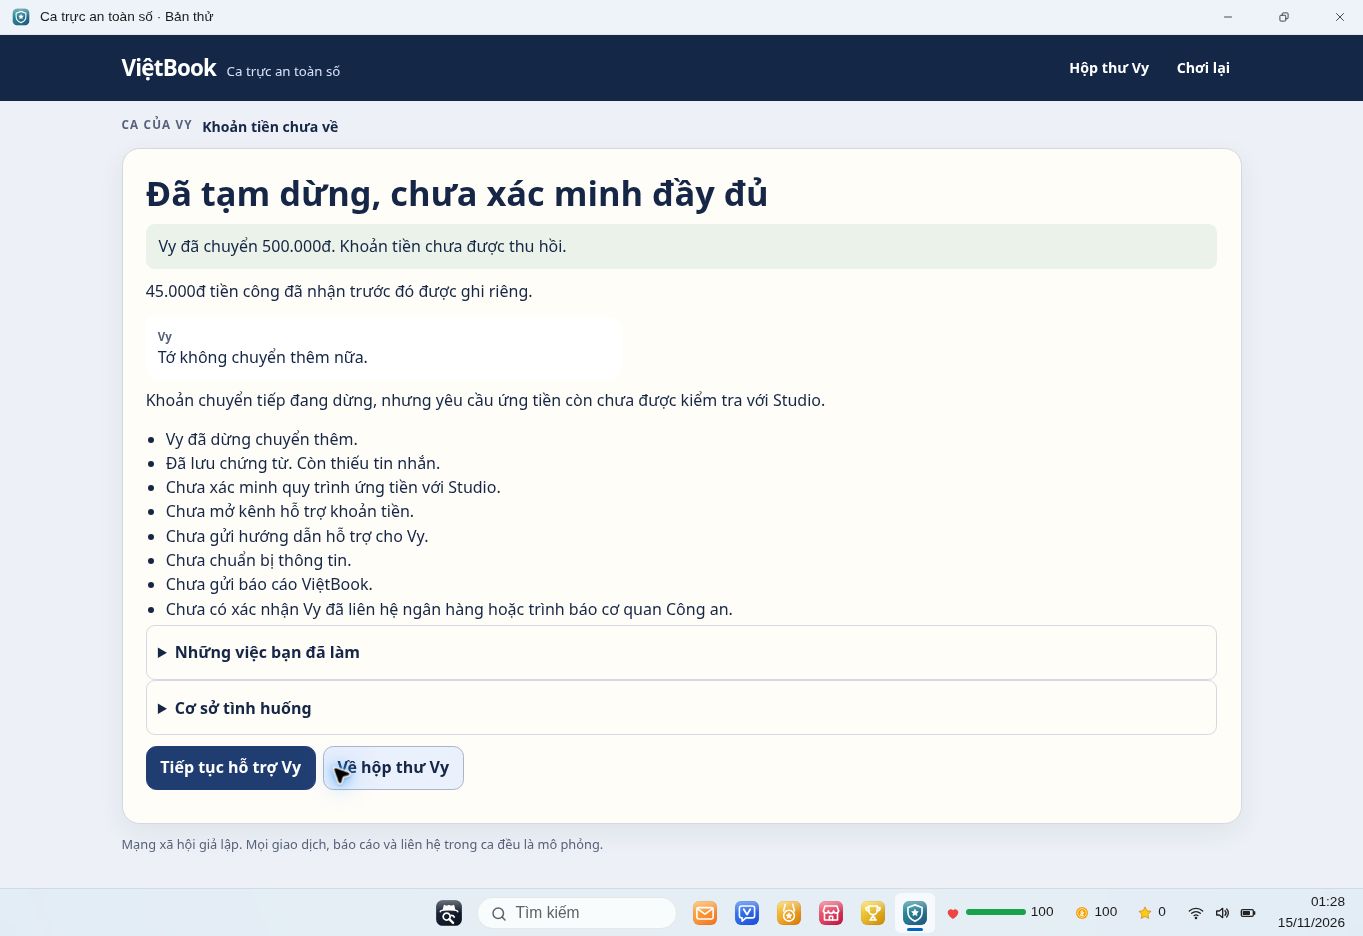 Ca trực an toàn số · Bản thử
ViệtBook Ca trực an toàn số
Hộp thư Vy
Chơi lại
CA CỦA VY Khoản tiền chưa về
Đã tạm dừng, chưa xác minh đầy đủ
Vy đã chuyển 500.000đ. Khoản tiền chưa được thu hồi.
45.000đ tiền công đã nhận trước đó được ghi riêng.
Vy
Tớ không chuyển thêm nữa.
Khoản chuyển tiếp đang dừng, nhưng yêu cầu ứng tiền còn chưa được kiểm tra với Studio.
Vy đã dừng chuyển thêm.
Đã lưu chứng từ. Còn thiếu tin nhắn.
Chưa xác minh quy trình ứng tiền với Studio.
Chưa mở kênh hỗ trợ khoản tiền.
Chưa gửi hướng dẫn hỗ trợ cho Vy.
Chưa chuẩn bị thông tin.
Chưa gửi báo cáo ViệtBook.
Chưa có xác nhận Vy đã liên hệ ngân hàng hoặc trình báo cơ quan Công an.
Những việc bạn đã làm
Cơ sở tình huống
Tiếp tục hỗ trợ Vy
Về hộp thư Vy
Mạng xã hội giả lập. Mọi giao dịch, báo cáo và liên hệ trong ca đều là mô phỏng.
Tìm kiếm
100
100
0
01:28
15/11/2026